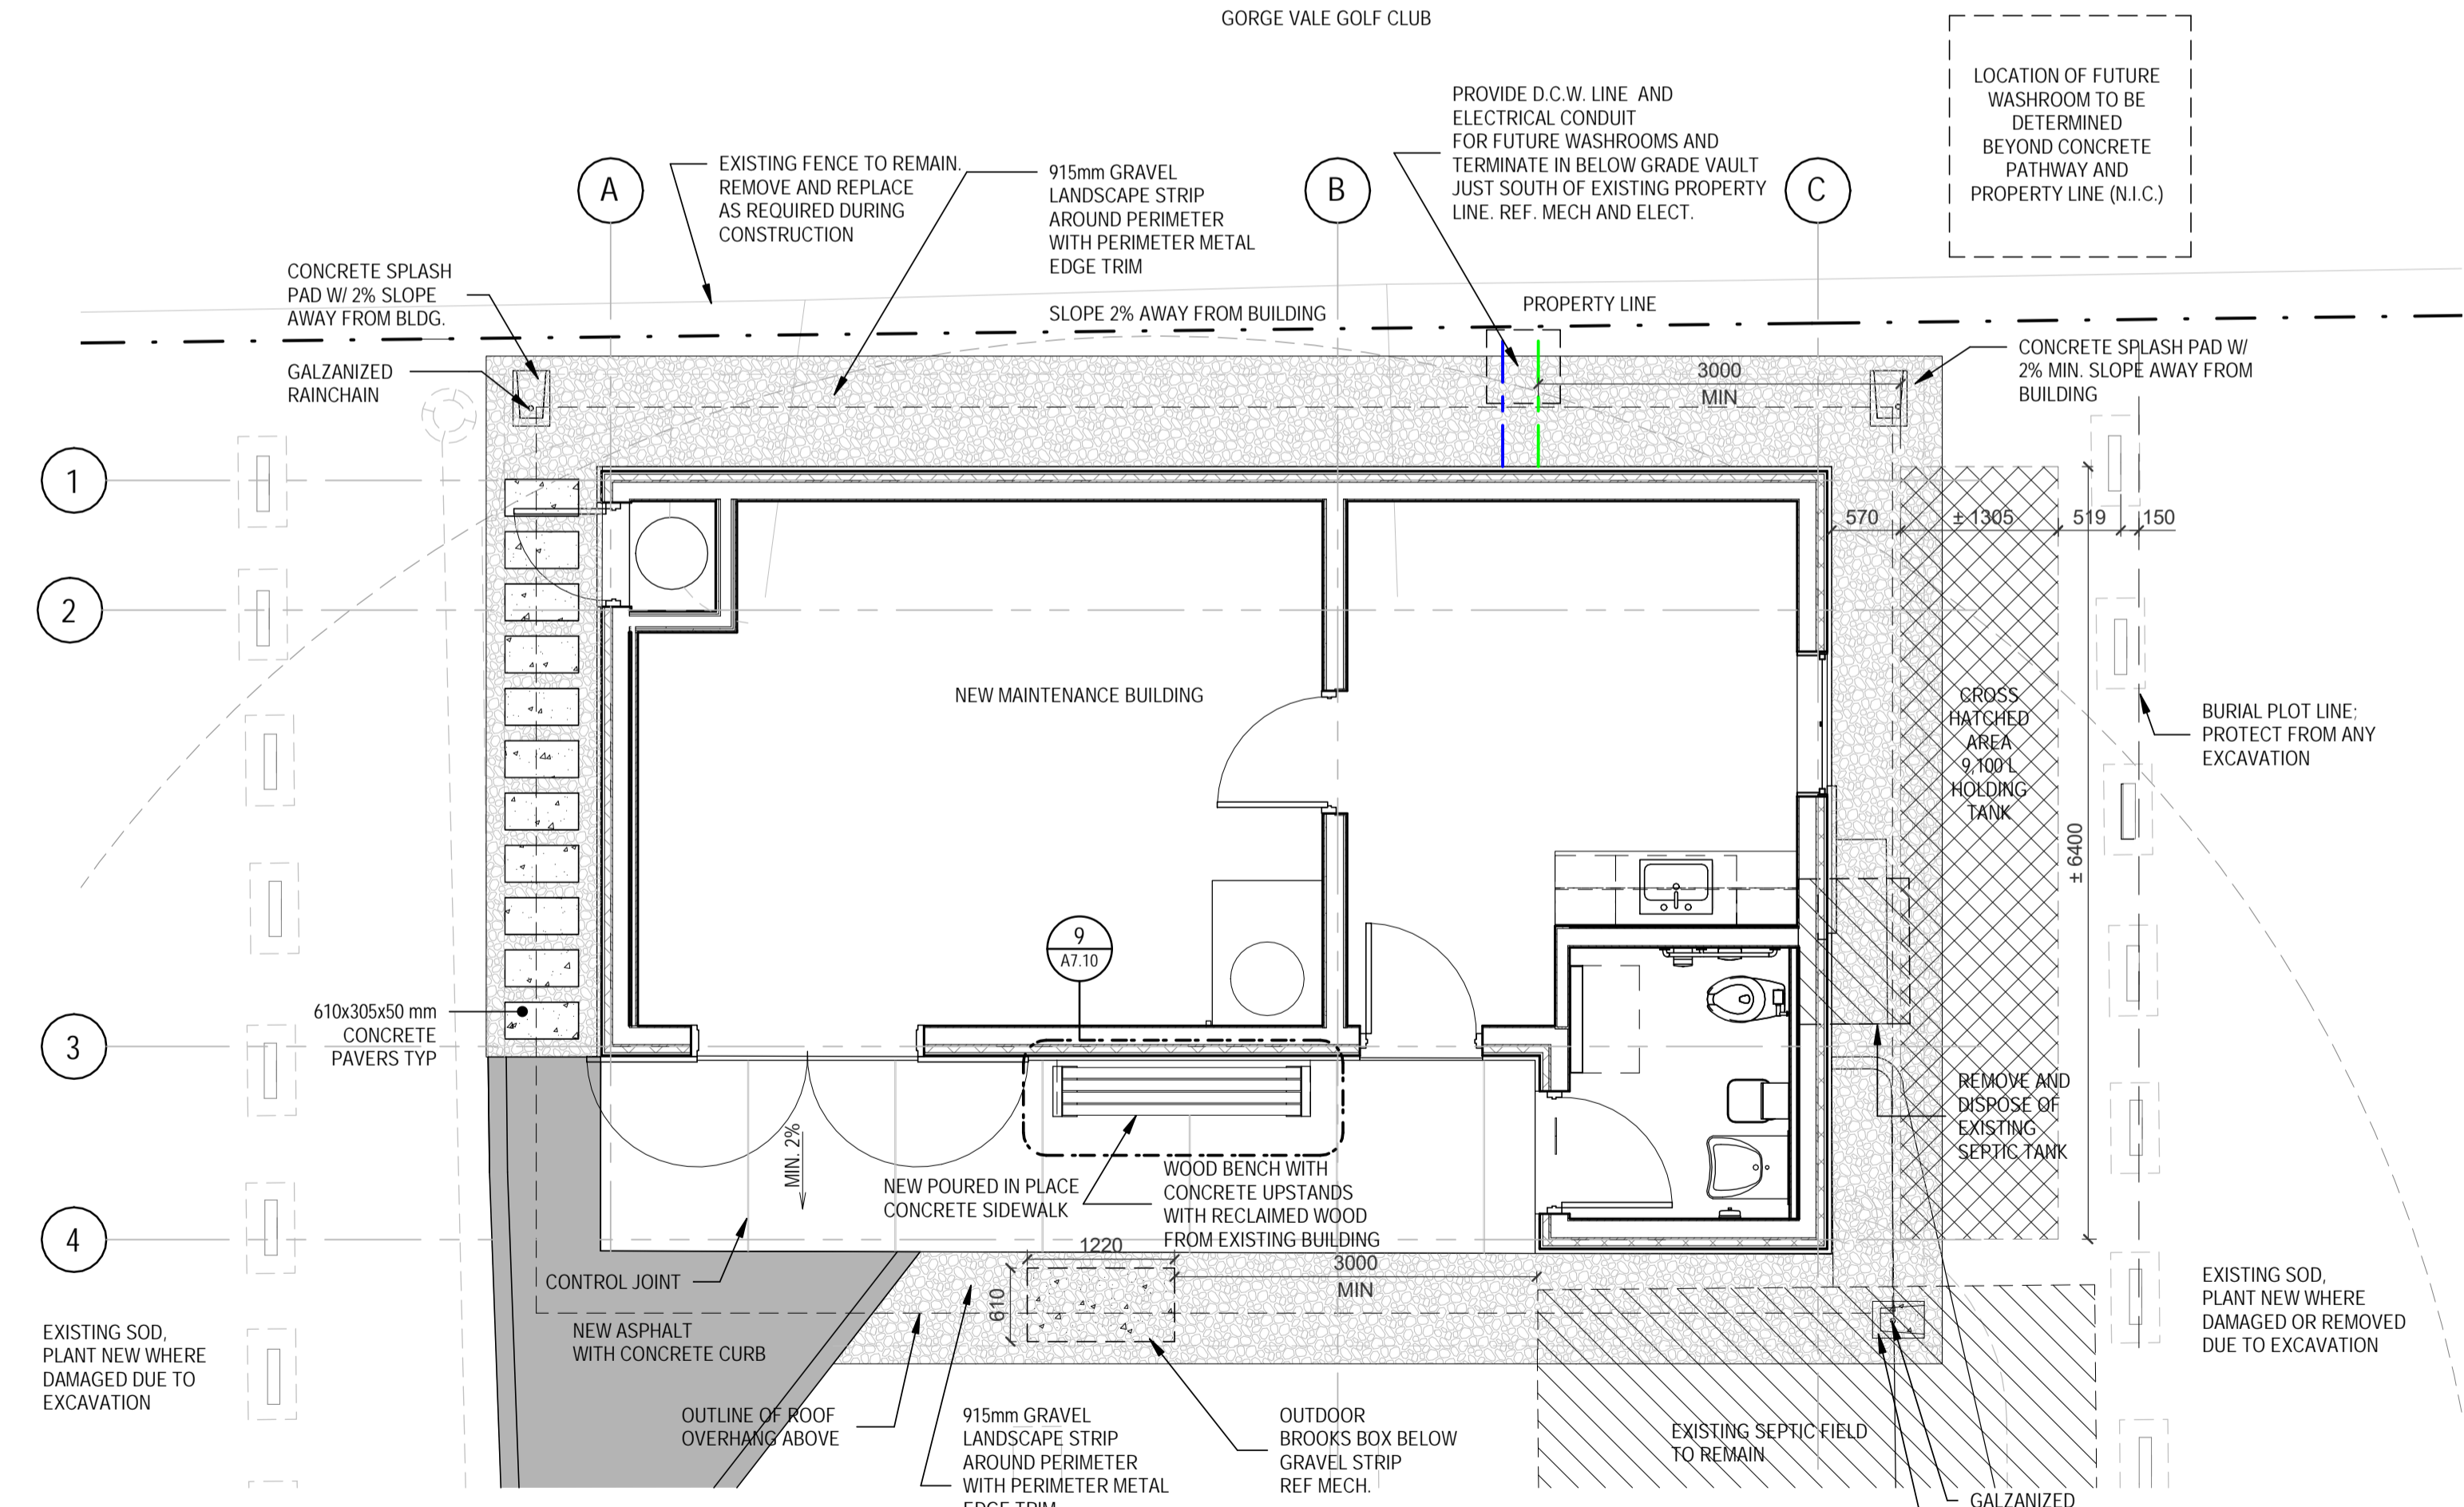 GORGE VALE GOLF CLUB
LOCATION OF FUTURE
WASHROOM TO BE
DETERMINED
BEYOND CONCRETE
PATHWAY AND
PROPERTY LINE (N.I.C.)
PROVIDE D.C.W. LINE AND
ELECTRICAL CONDUIT
FOR FUTURE WASHROOMS AND
TERMINATE IN BELOW GRADE VAULT
JUST SOUTH OF EXISTING PROPERTY
LINE. REF. MECH AND ELECT.
A
EXISTING FENCE TO REMAIN.
REMOVE AND REPLACE
AS REQUIRED DURING
CONSTRUCTION
915mm GRAVEL
LANDSCAPE STRIP
AROUND PERIMETER
WITH PERIMETER METAL
EDGE TRIM
B
C
CONCRETE SPLASH
PAD W/ 2% SLOPE
AWAY FROM BLDG.
SLOPE 2% AWAY FROM BUILDING
PROPERTY LINE
GALZANIZED
RAINCHAIN
3000
MIN
CONCRETE SPLASH PAD W/
2% MIN. SLOPE AWAY FROM
BUILDING
1
570
± 1305
519
150
2
NEW MAINTENANCE BUILDING
CROSS
HATCHED
AREA
9,100 L
HOLDING
TANK
BURIAL PLOT LINE;
PROTECT FROM ANY
EXCAVATION
± 6400
9
A7.10
610x305x50 mm
CONCRETE
PAVERS TYP
3
REMOVE AND
DISPOSE OF
EXISTING
SEPTIC TANK
MIN. 2%
NEW POURED IN PLACE
CONCRETE SIDEWALK
WOOD BENCH WITH
CONCRETE UPSTANDS
WITH RECLAIMED WOOD
FROM EXISTING BUILDING
4
1220
3000
MIN
610
CONTROL JOINT
EXISTING SOD,
PLANT NEW WHERE
DAMAGED DUE TO
EXCAVATION
NEW ASPHALT
WITH CONCRETE CURB
EXISTING SOD,
PLANT NEW WHERE
DAMAGED OR REMOVED
DUE TO EXCAVATION
OUTLINE OF ROOF
OVERHANG ABOVE
915mm GRAVEL
LANDSCAPE STRIP
AROUND PERIMETER
WITH PERIMETER METAL
EDGE TRIM
OUTDOOR
BROOKS BOX BELOW
GRAVEL STRIP
REF MECH.
EXISTING SEPTIC FIELD
TO REMAIN
GALZANIZED